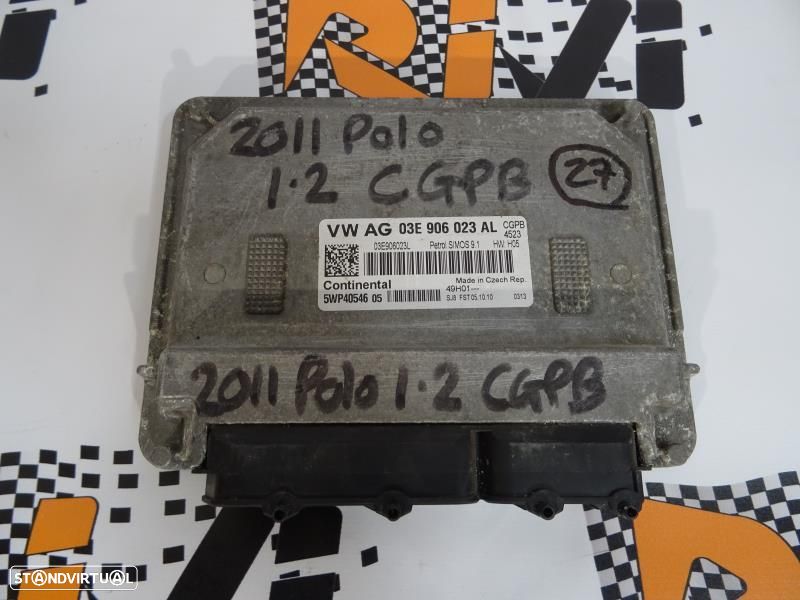 2011 Polo
1.2 CGPB 27
VW AG 03E 906 023 AL CGPB
4523
03E906023L Petrol SIMOS 9.1 HW: H05
Continental Made in Czech Rep.
5WP40546 05 49H01---
SJ8 FST 05.10.10 0313
2011 Polo 1.2 CGPB
STANDVIRTUAL